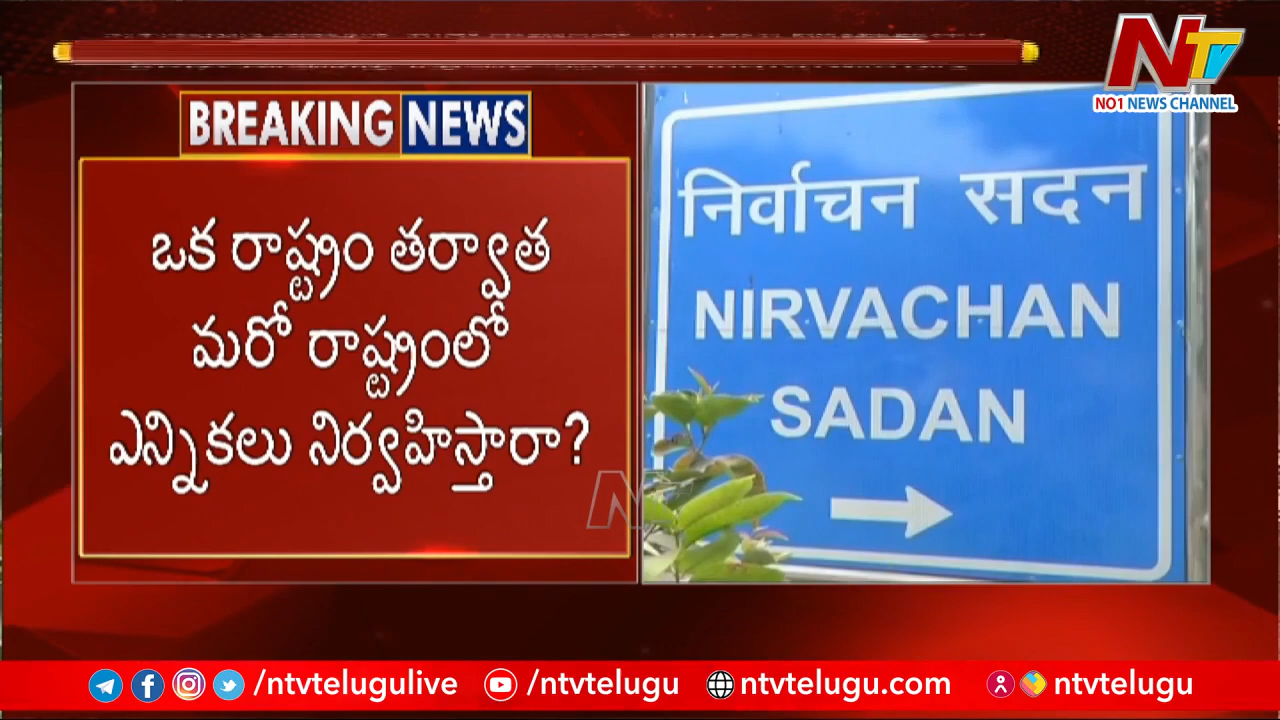 NTV
NO1 NEWS CHANNEL
BREAKING NEWS
ఒక రాష్ట్రం తర్వాత
మరో రాష్ట్రంలో
ఎన్నికలు నిర్వహిస్తారా?
निर्वाचन सदन
NIRVACHAN
SADAN
/ntvtelugulive
/ntvtelugu
ntvtelugu.com
ntvtelugu